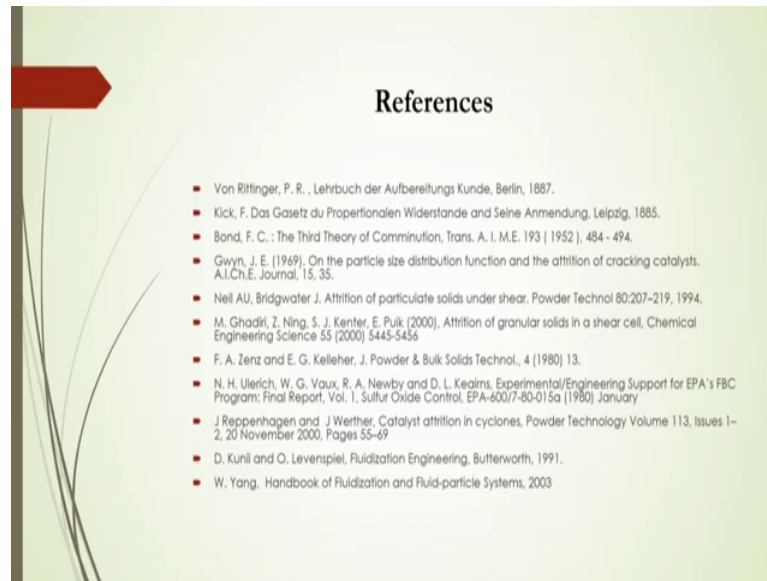 References
Von Rittinger, P. R. , Lehrbuch der Aufbereitungs Kunde, Berlin, 1887.
Kick, F. Das Gasetz du Propertionalen Widerstande and Seine Anmendung, Leipzig, 1885.
Bond, F. C. : The Third Theory of Comminution, Trans. A. I. M.E. 193 ( 1952 ), 484 - 494.
Gwyn, J. E. (1969). On the particle size distribution function and the attrition of cracking catalysts.
A.I.Ch.E. Journal, 15, 35.
Neil AU, Bridgwater J. Attrition of particulate solids under shear. Powder Technol 80:207–219, 1994.
M. Ghadiri, Z. Ning, S. J. Kenter, E. Puik (2000), Attrition of granular solids in a shear cell, Chemical
Engineering Science 55 (2000) 5445-5456
F. A. Zenz and E. G. Kelleher, J. Powder & Bulk Solids Technol., 4 (1980) 13.
N. H. Ulerich, W. G. Vaux, R. A. Newby and D. L. Keairns, Experimental/Engineering Support for EPA's FBC
Program: Final Report, Vol. 1, Sulfur Oxide Control, EPA-600/7-80-015a (1980) January
J Reppenhagen and J Werther, Catalyst attrition in cyclones, Powder Technology Volume 113, Issues 1–
2, 20 November 2000, Pages 55–69
D. Kunii and O. Levenspiel, Fluidization Engineering, Butterworth, 1991.
W. Yang, Handbook of Fluidization and Fluid-particle Systems, 2003